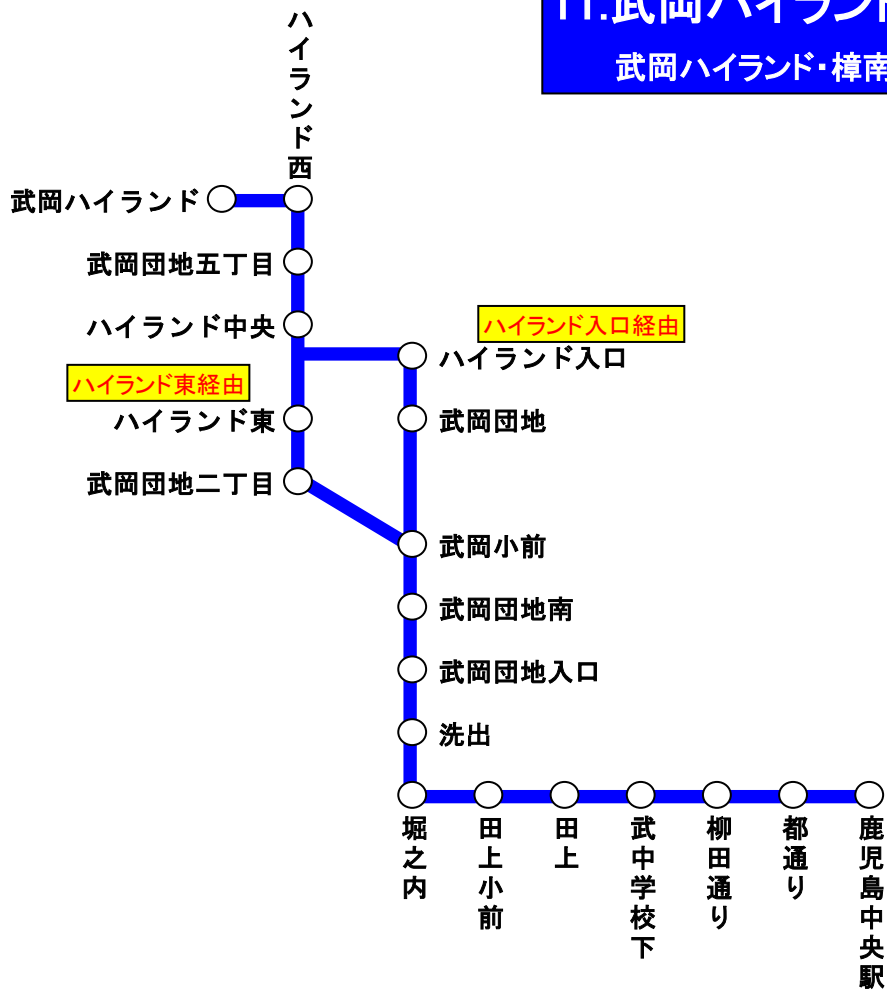 11.武岡ハイランド
武岡ハイランド・樟南
ハイランド西
武岡ハイランド
武岡団地五丁目
ハイランド中央
ハイランド入口経由
ハイランド入口
ハイランド東経由
ハイランド東
武岡団地
武岡団地二丁目
武岡小前
武岡団地南
武岡団地入口
洗出
堀之内
田上小前
田上
武中学校下
柳田通り
都通り
鹿児島中央駅